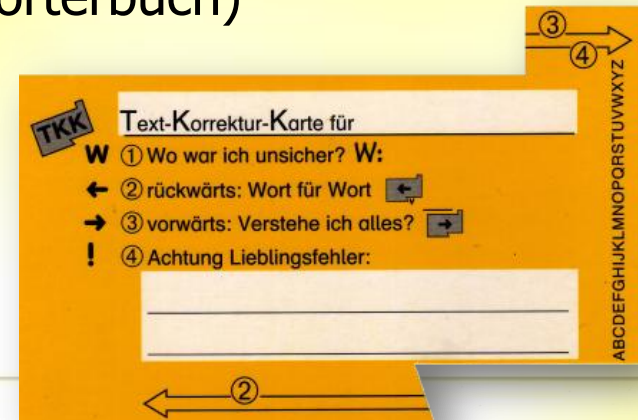 örterbuch)
③
④
TKK
Text-Korrektur-Karte für
W ① Wo war ich unsicher? W:
← ② rückwärts: Wort für Wort ←
→ ③ vorwärts: Verstehe ich alles? →
! ④ Achtung Lieblingsfehler:
②
ABCDEFGHIJKLMNOPQRSTUVWXYZ